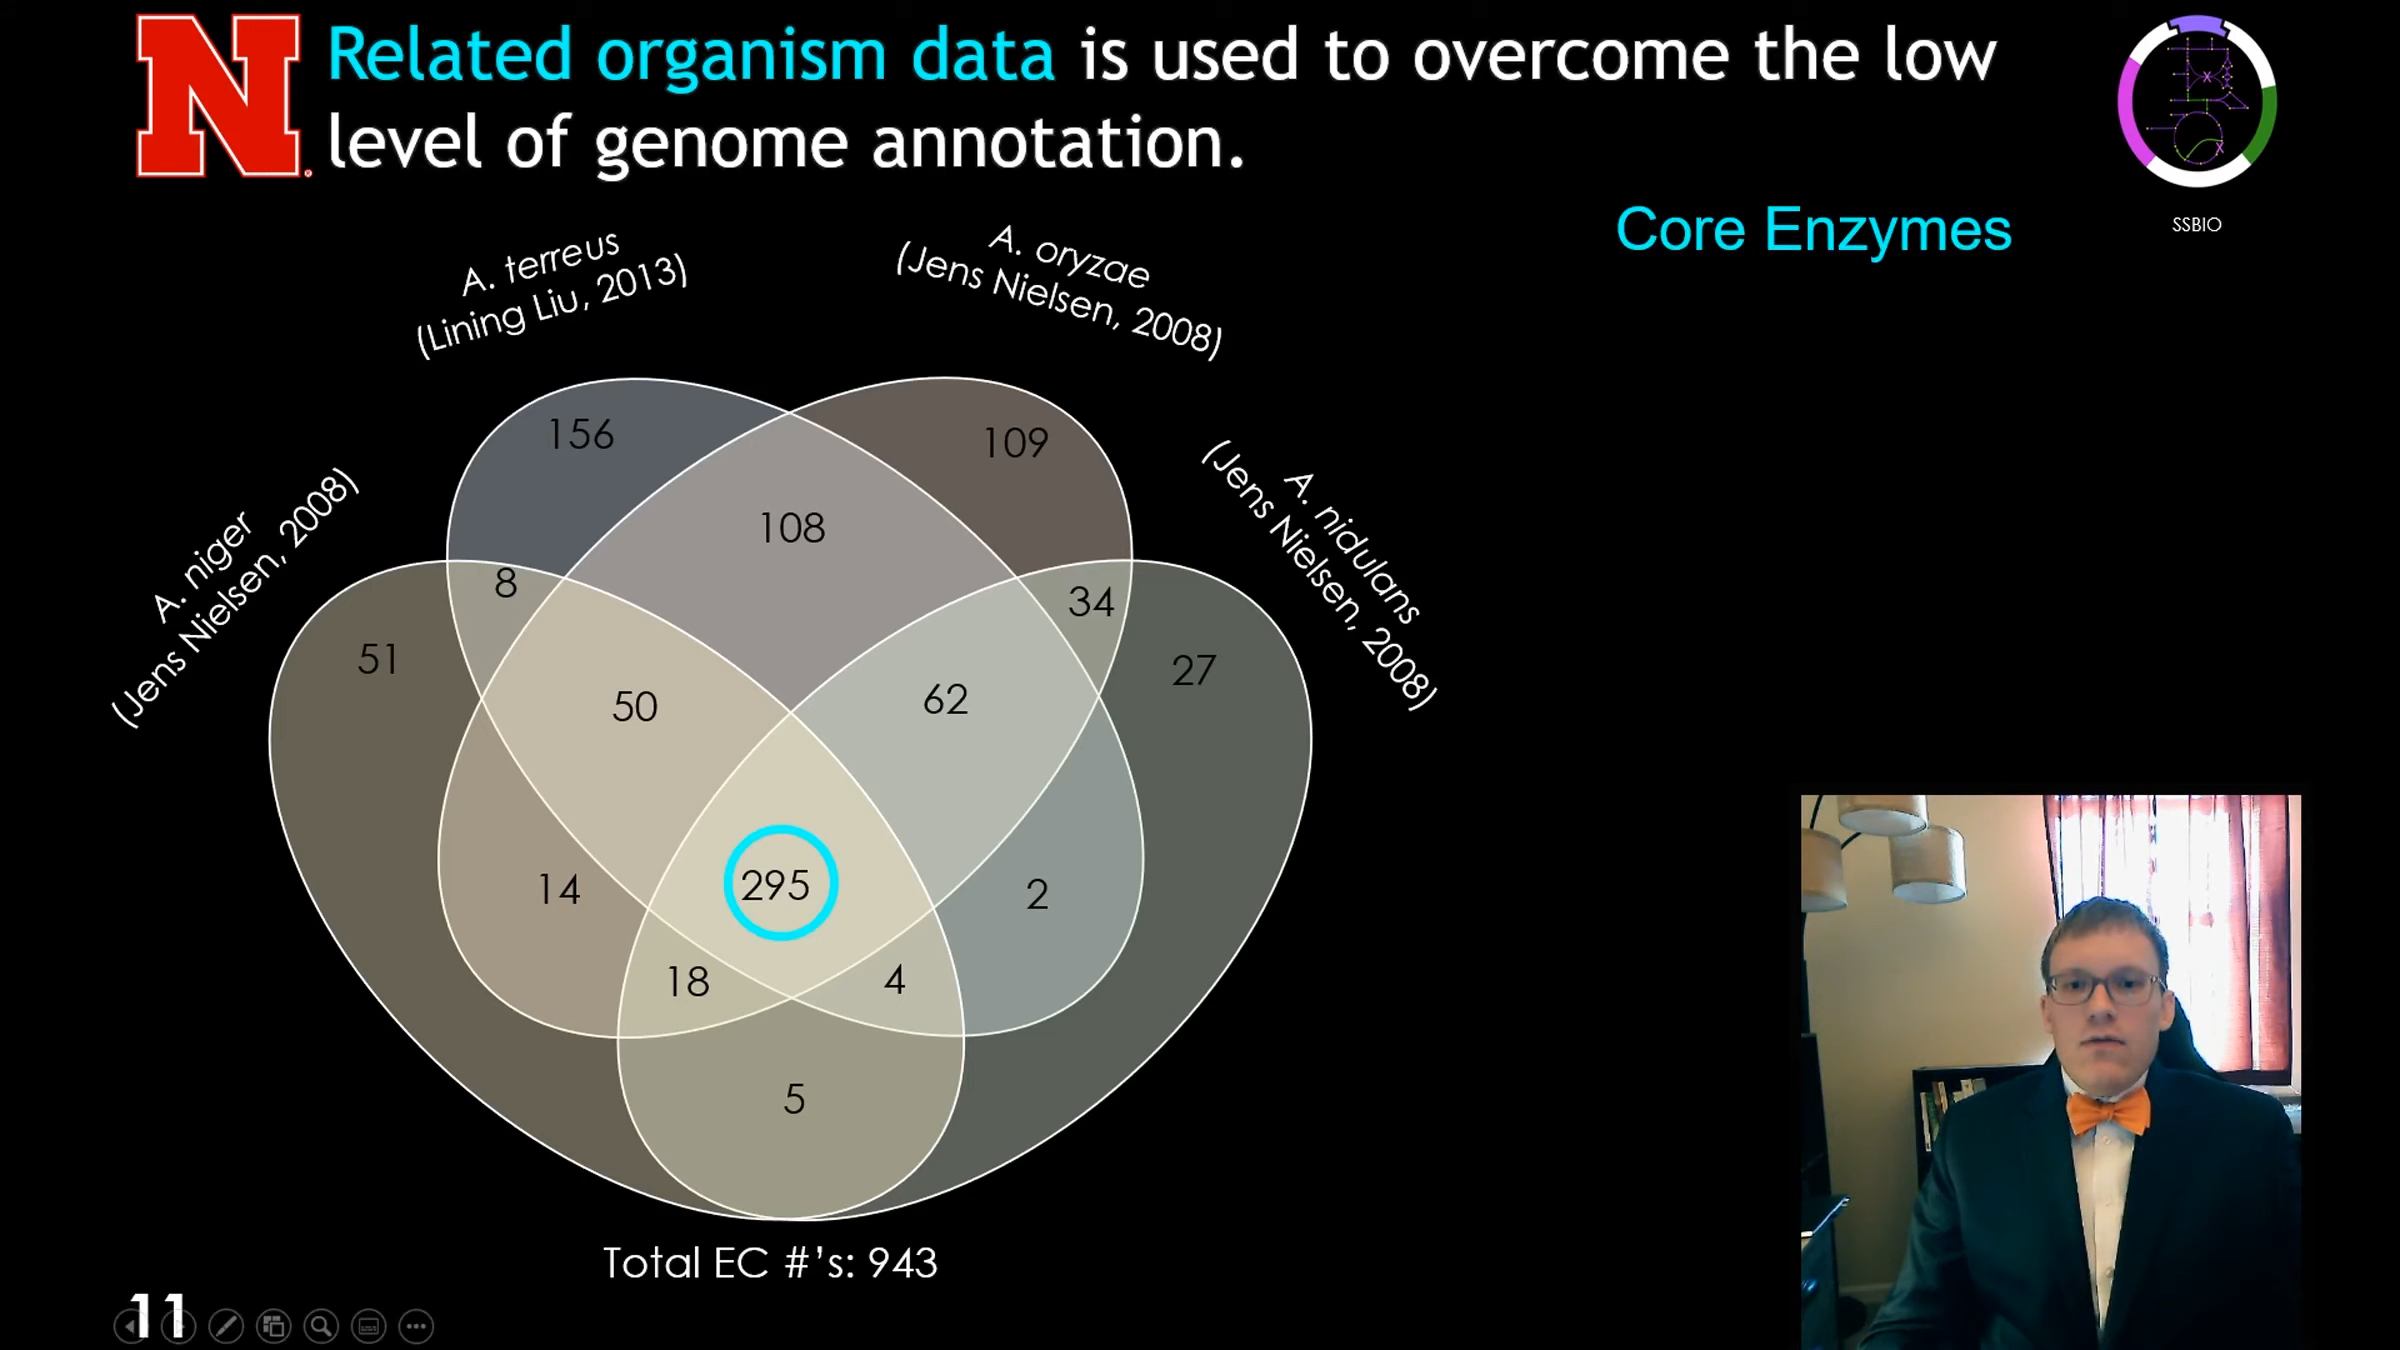 N
Related organism data is used to overcome the low
level of genome annotation.
SSBIO
Core Enzymes
A. terreus
(Lining Liu, 2013)
A. oryzae
(Jens Nielsen, 2008)
A. niger
(Jens Nielsen, 2008)
A. nidulans
(Jens Nielsen, 2008)
156
109
108
8
34
51
27
50
62
295
14
2
18
4
5
Total EC #'s: 943
11